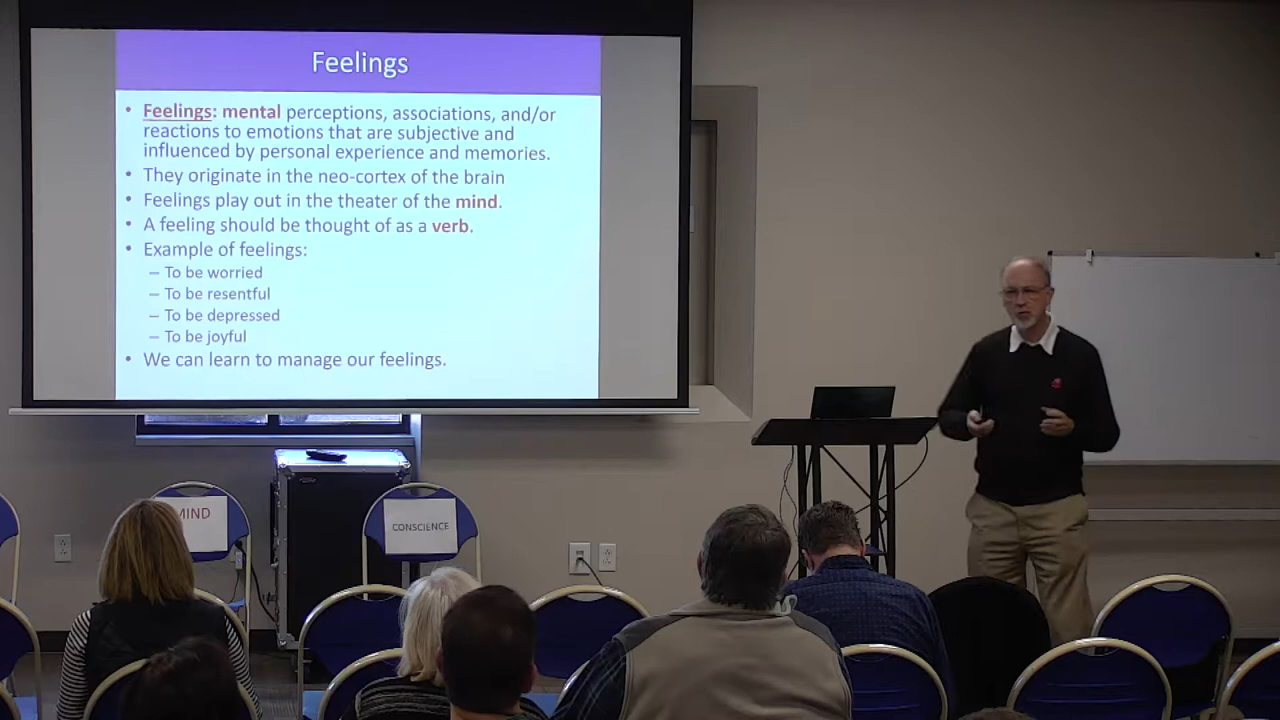 Feelings
• Feelings: mental perceptions, associations, and/or
reactions to emotions that are subjective and
influenced by personal experience and memories.
• They originate in the neo-cortex of the brain
• Feelings play out in the theater of the mind.
• A feeling should be thought of as a verb.
• Example of feelings:
– To be worried
– To be resentful
– To be depressed
– To be joyful
• We can learn to manage our feelings.
MIND
CONSCIENCE